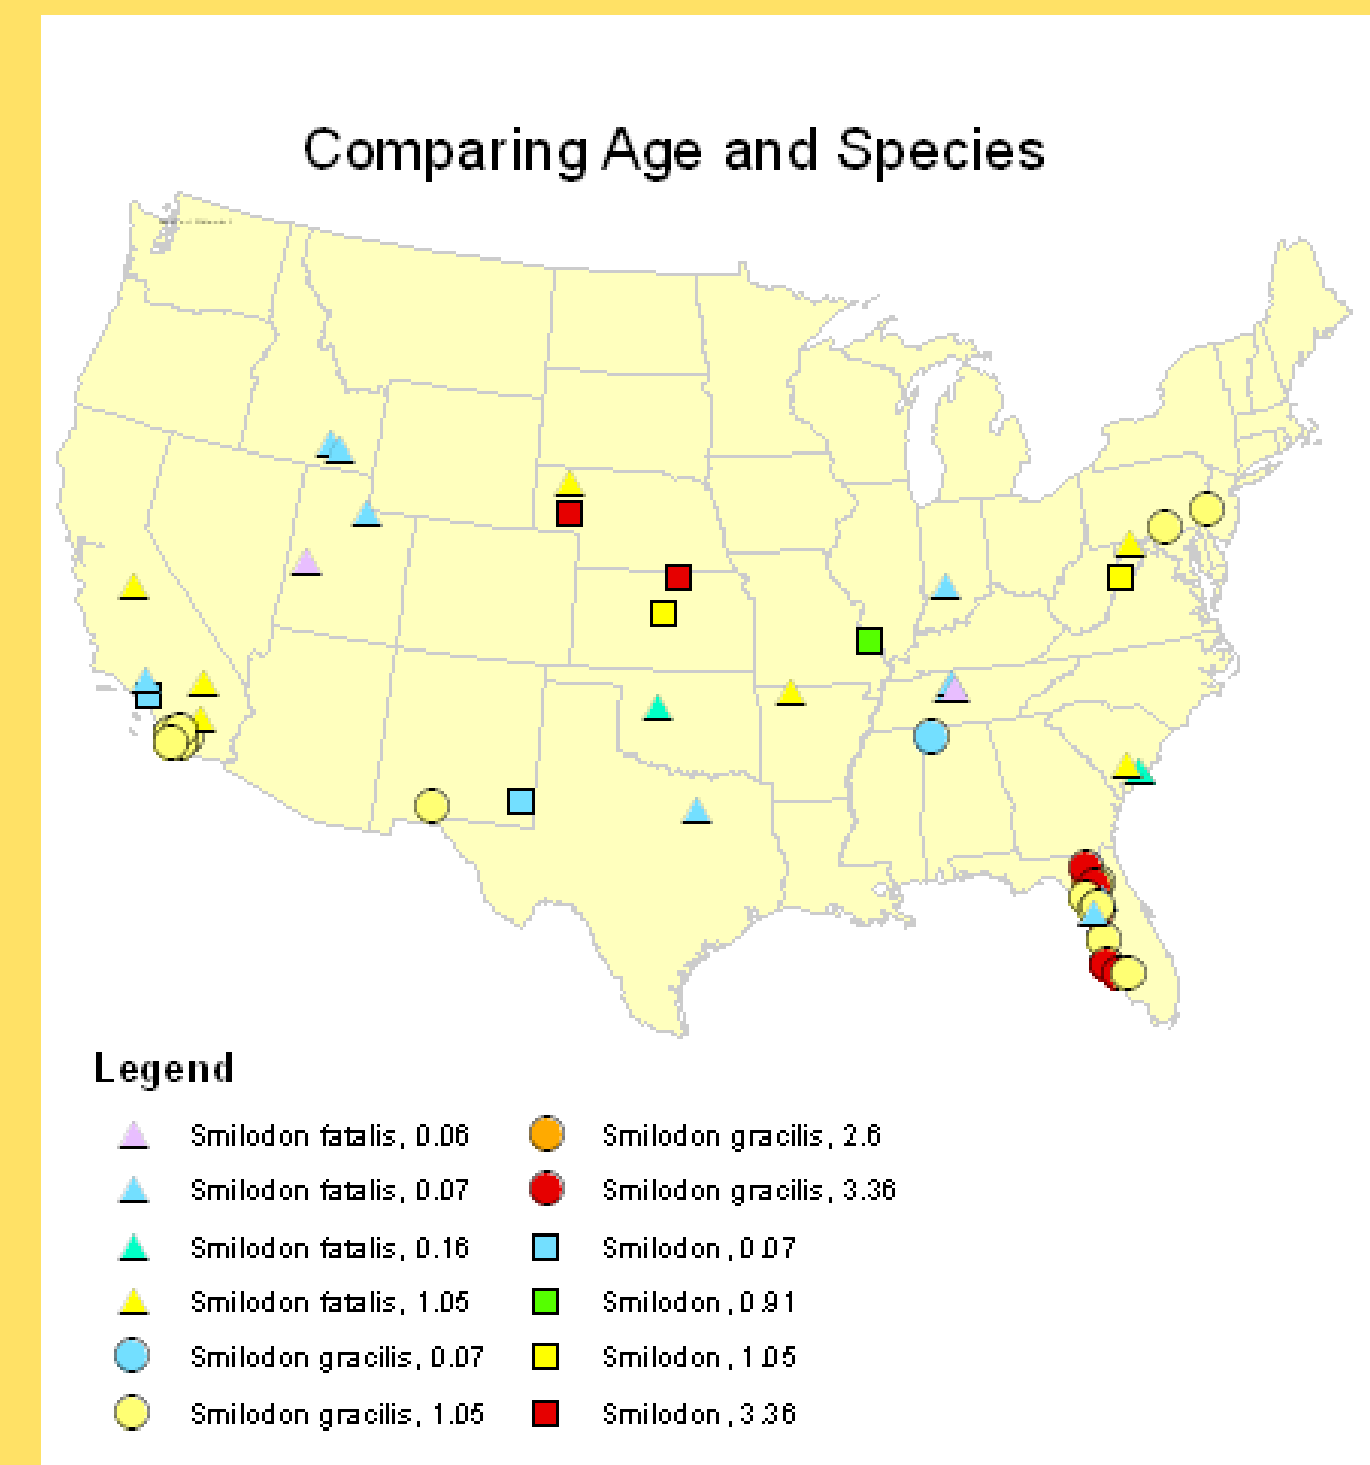 Comparing Age and Species
Legend
Smilodon fatalis, 0.06
Smilodon fatalis, 0.07
Smilodon fatalis, 0.16
Smilodon fatalis, 1.05
Smilodon gracilis, 0.07
Smilodon gracilis, 1.05
Smilodon gracilis, 2.6
Smilodon gracilis, 3.36
Smilodon, 0.07
Smilodon, 0.91
Smilodon, 1.05
Smilodon, 3.36